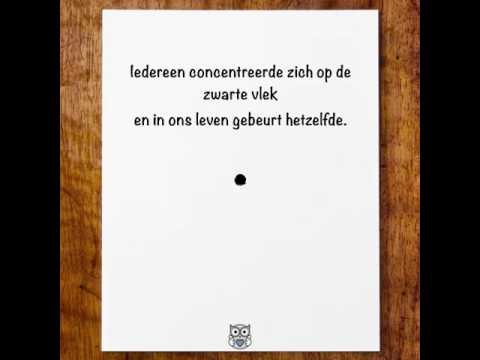 Iedereen concentreerde zich op de
zwarte vlek
en in ons leven gebeurt hetzelfde.